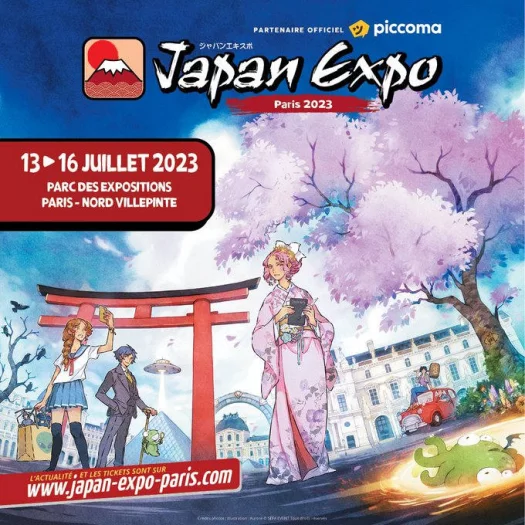 PARTENAIRE OFFICIEL piccoma
ジャパンエキスポ
Japan Expo
Paris 2023
13 ▶ 16 JUILLET 2023
PARC DES EXPOSITIONS
PARIS - NORD VILLEPINTE
L'ACTUALITÉ ET LES TICKETS SONT SUR
www.japan-expo-paris.com